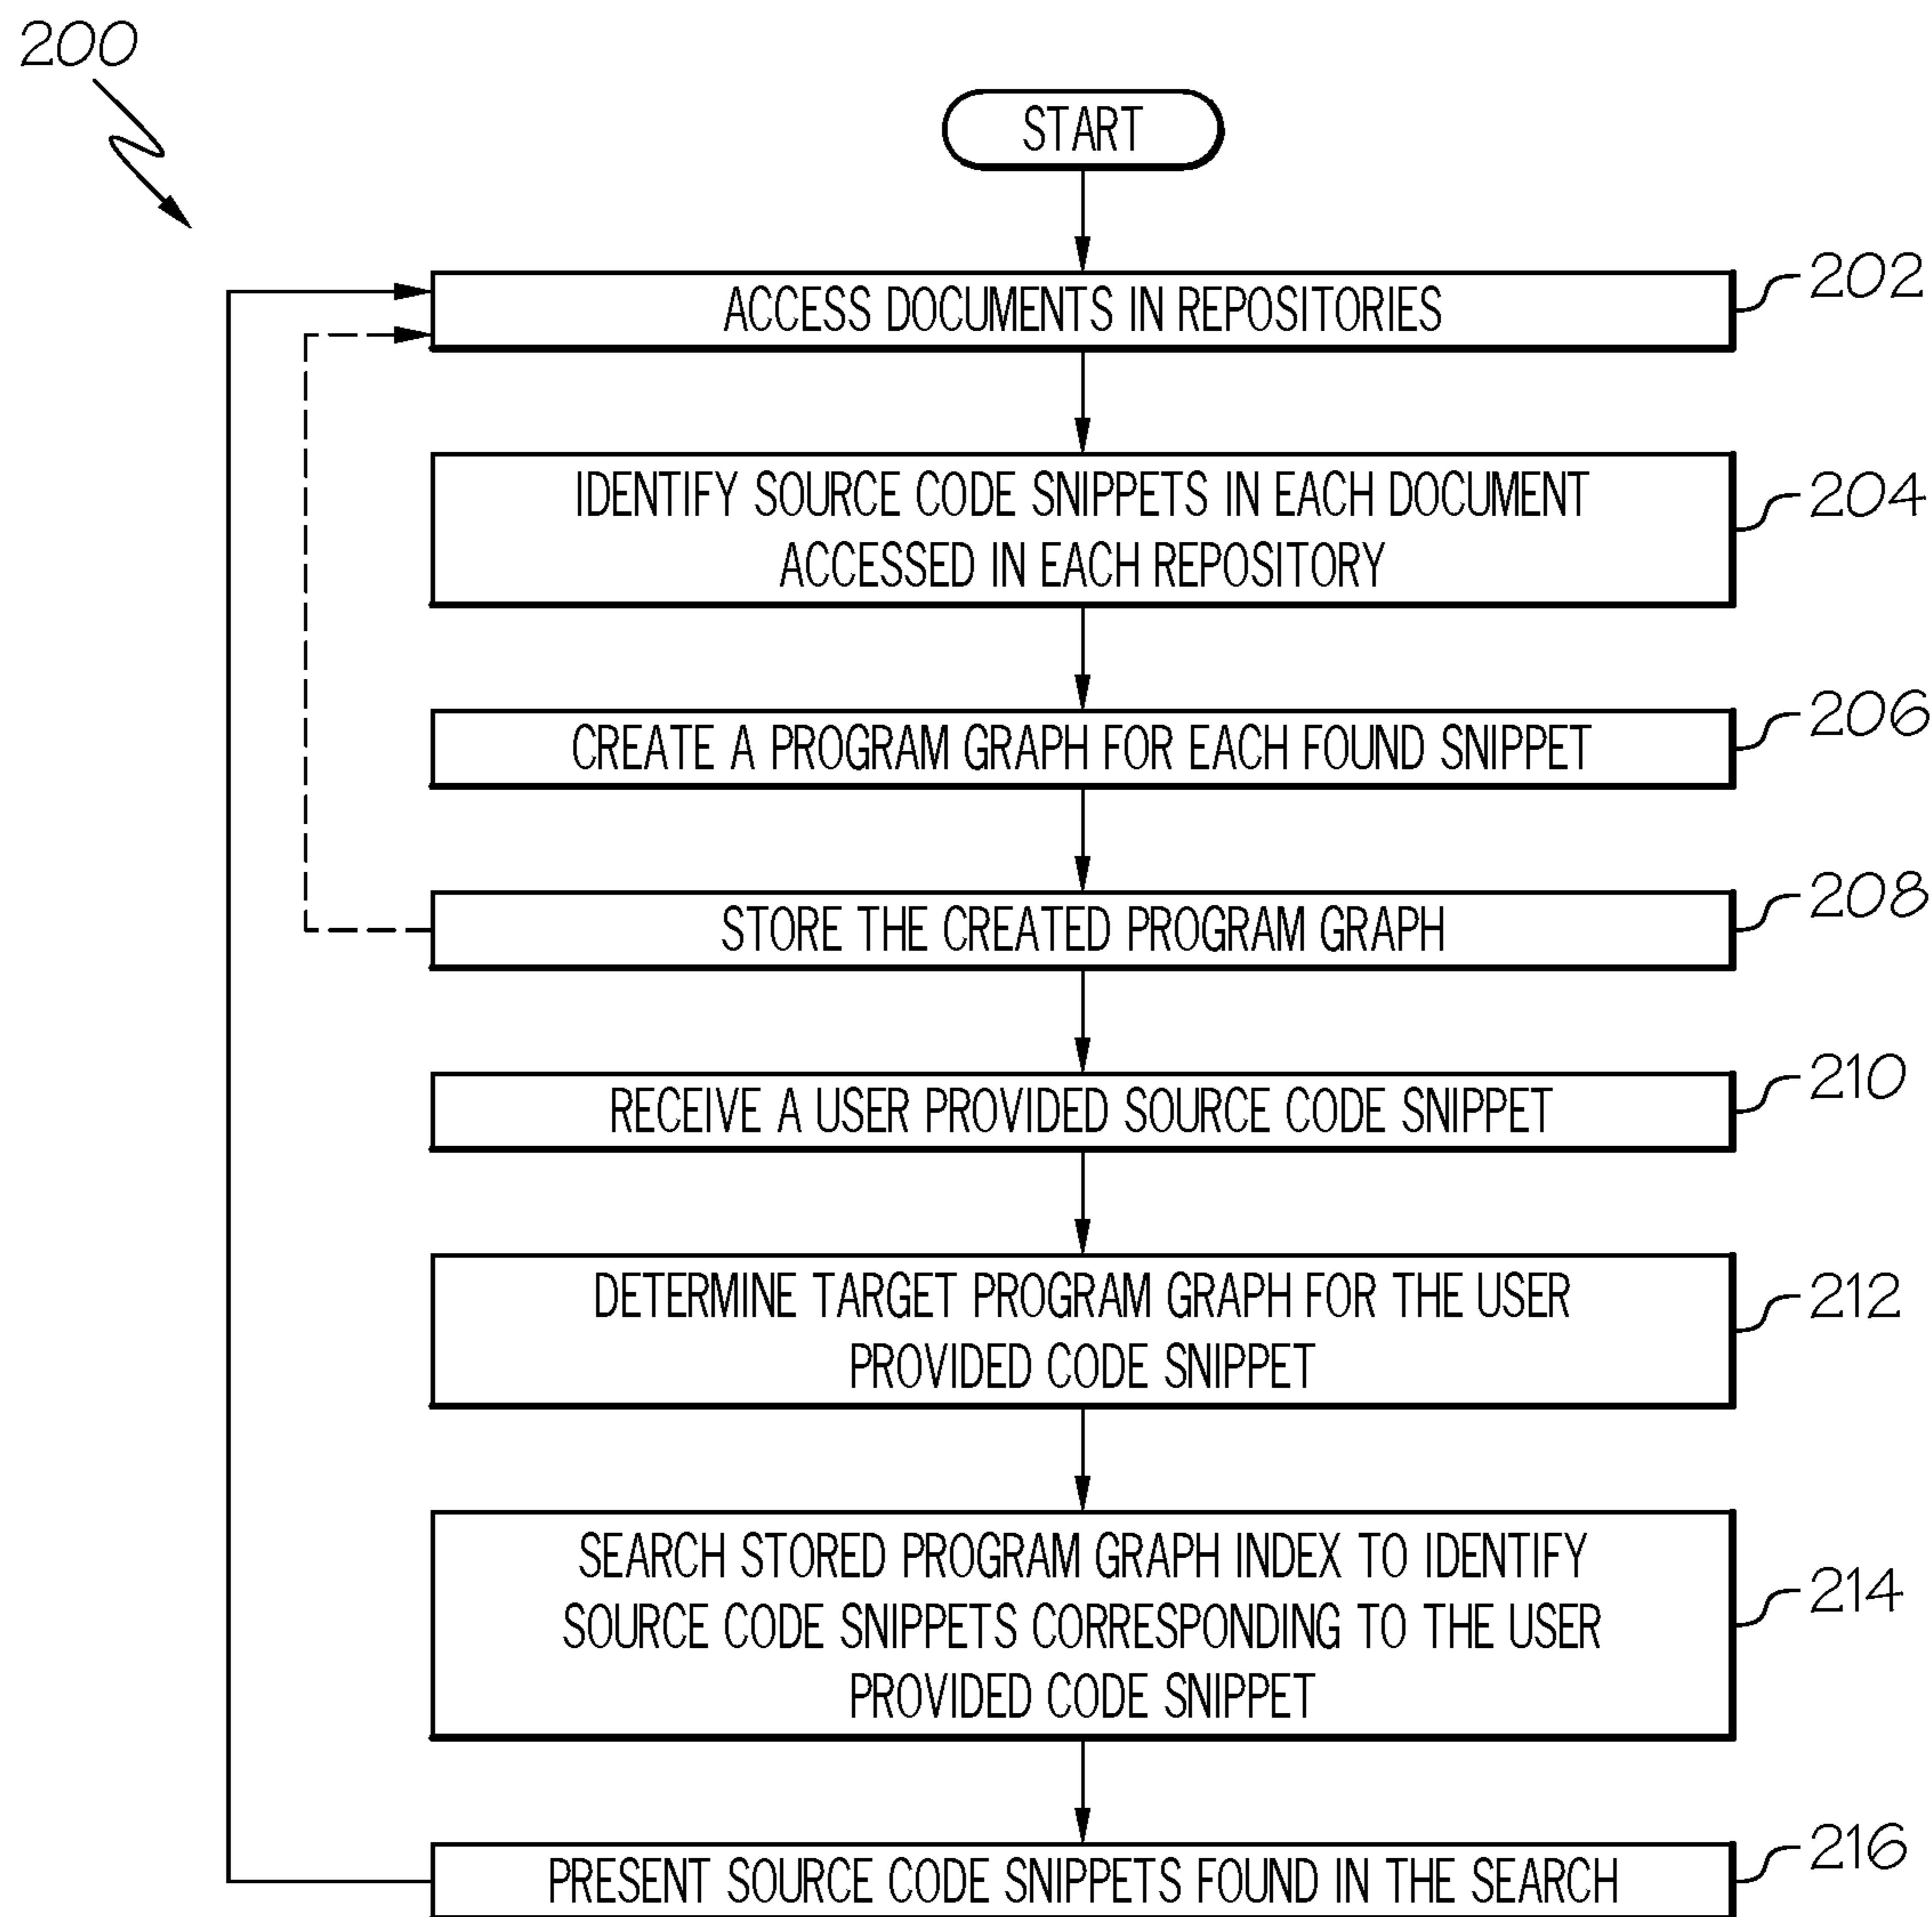 200
START
ACCESS DOCUMENTS IN REPOSITORIES
202
IDENTIFY SOURCE CODE SNIPPETS IN EACH DOCUMENT
ACCESSED IN EACH REPOSITORY
204
CREATE A PROGRAM GRAPH FOR EACH FOUND SNIPPET
206
STORE THE CREATED PROGRAM GRAPH
208
RECEIVE A USER PROVIDED SOURCE CODE SNIPPET
210
DETERMINE TARGET PROGRAM GRAPH FOR THE USER
PROVIDED CODE SNIPPET
212
SEARCH STORED PROGRAM GRAPH INDEX TO IDENTIFY
SOURCE CODE SNIPPETS CORRESPONDING TO THE USER
PROVIDED CODE SNIPPET
214
PRESENT SOURCE CODE SNIPPETS FOUND IN THE SEARCH
216